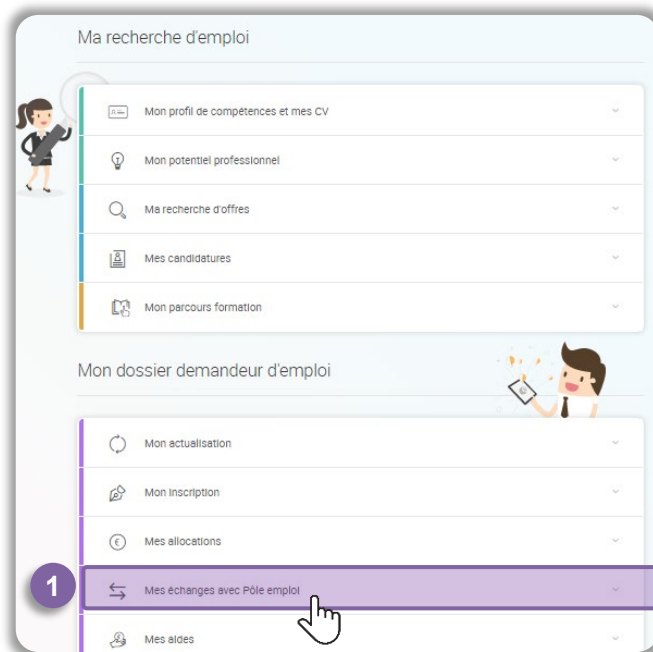 Ma recherche d'emploi
Mon profil de compétences et mes CV
Mon potentiel professionnel
Ma recherche d'offres
Mes candidatures
Mon parcours formation
Mon dossier demandeur d'emploi
Mon actualisation
Mon inscription
Mes allocations
1 Mes échanges avec Pôle emploi
Mes aides